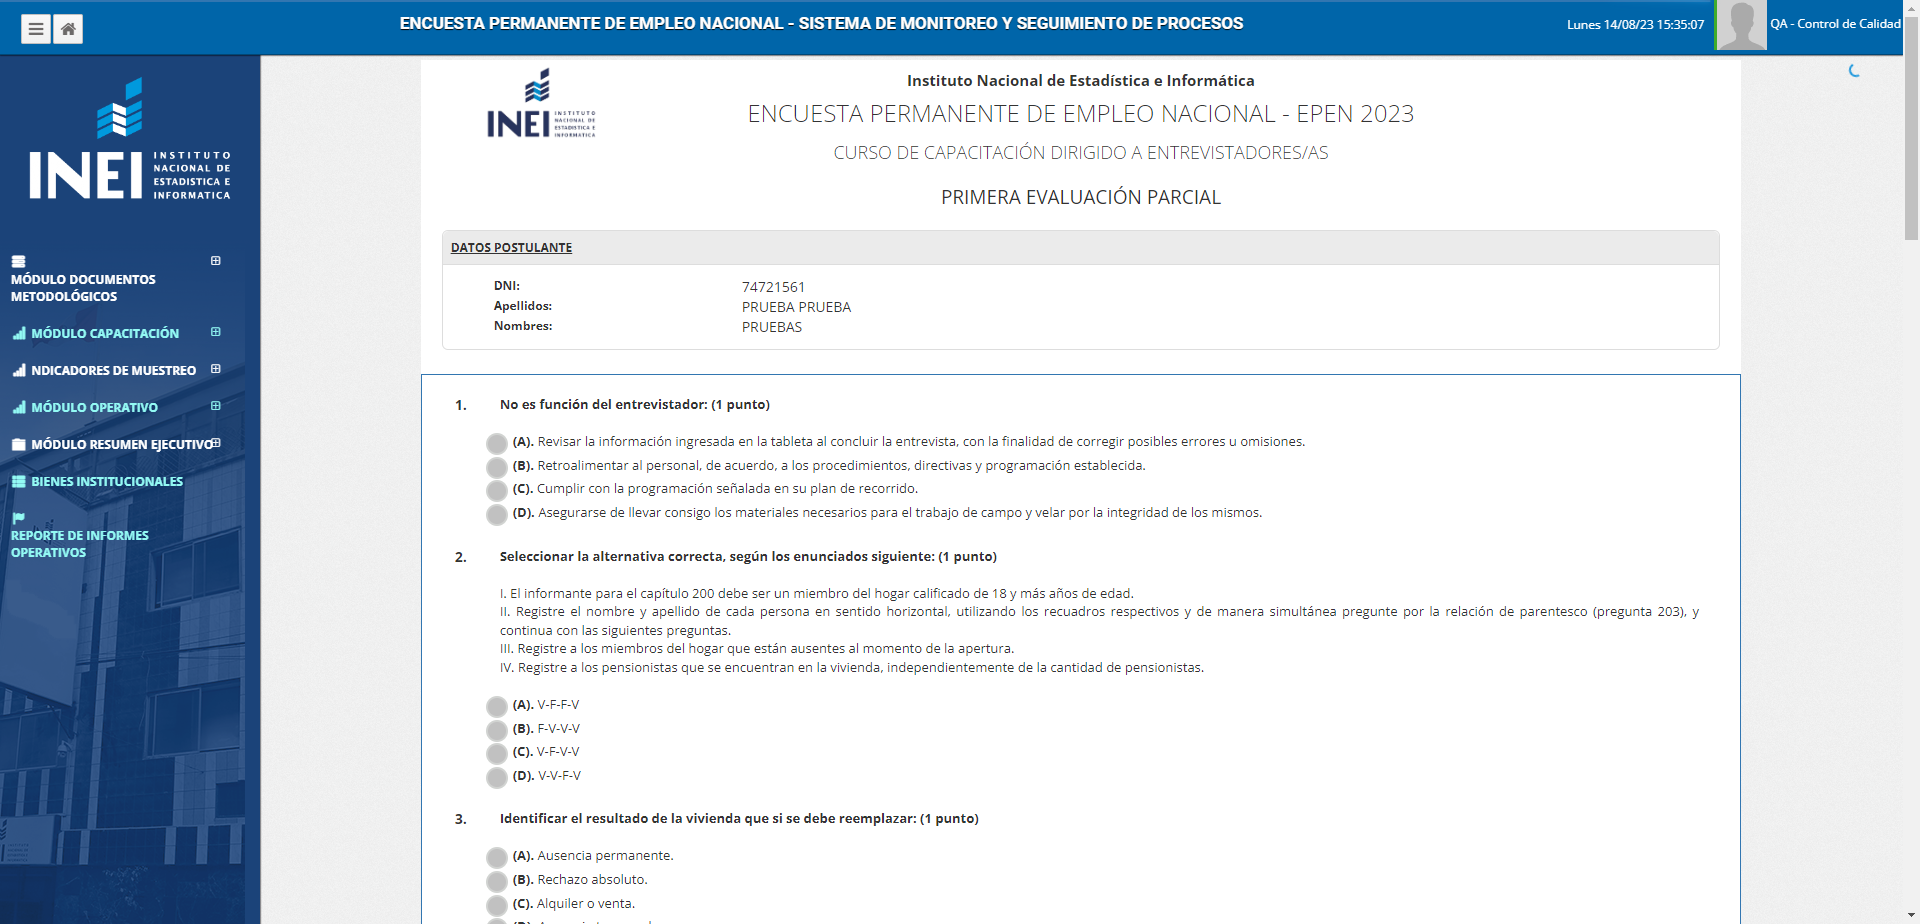 ENCUESTA PERMANENTE DE EMPLEO NACIONAL - SISTEMA DE MONITOREO Y SEGUIMIENTO DE PROCESOS
Lunes 14/08/23 15:35:07
QA - Control de Calidad
INEI
INSTITUTO
NACIONAL DE
ESTADISTICA E
INFORMATICA
MÓDULO DOCUMENTOS
METODOLÓGICOS
MÓDULO CAPACITACIÓN
NDICADORES DE MUESTREO
MÓDULO OPERATIVO
MÓDULO RESUMEN EJECUTIVO
BIENES INSTITUCIONALES
REPORTE DE INFORMES
OPERATIVOS
INEI
INSTITUTO
NACIONAL DE
ESTADISTICA E
INFORMATICA
Instituto Nacional de Estadística e Informática
ENCUESTA PERMANENTE DE EMPLEO NACIONAL - EPEN 2023
CURSO DE CAPACITACIÓN DIRIGIDO A ENTREVISTADORES/AS
PRIMERA EVALUACIÓN PARCIAL
DATOS POSTULANTE
DNI: 74721561
Apellidos: PRUEBA PRUEBA
Nombres: PRUEBAS
1. No es función del entrevistador: (1 punto)
(A). Revisar la información ingresada en la tableta al concluir la entrevista, con la finalidad de corregir posibles errores u omisiones.
(B). Retroalimentar al personal, de acuerdo, a los procedimientos, directivas y programación establecida.
(C). Cumplir con la programación señalada en su plan de recorrido.
(D). Asegurarse de llevar consigo los materiales necesarios para el trabajo de campo y velar por la integridad de los mismos.
2. Seleccionar la alternativa correcta, según los enunciados siguiente: (1 punto)
I. El informante para el capítulo 200 debe ser un miembro del hogar calificado de 18 y más años de edad.
II. Registre el nombre y apellido de cada persona en sentido horizontal, utilizando los recuadros respectivos y de manera simultánea pregunte por la relación de parentesco (pregunta 203), y
continua con las siguientes preguntas.
III. Registre a los miembros del hogar que están ausentes al momento de la apertura.
IV. Registre a los pensionistas que se encuentran en la vivienda, independientemente de la cantidad de pensionistas.
(A). V-F-F-V
(B). F-V-V-V
(C). V-F-V-V
(D). V-V-F-V
3. Identificar el resultado de la vivienda que si se debe reemplazar: (1 punto)
(A). Ausencia permanente.
(B). Rechazo absoluto.
(C). Alquiler o venta.